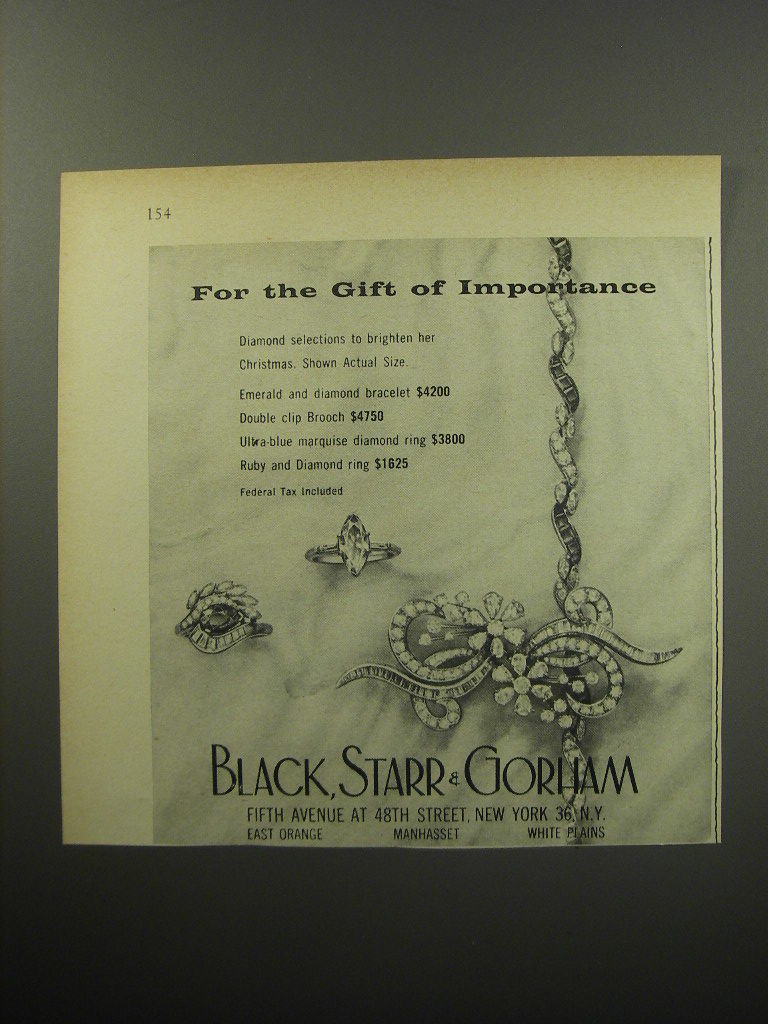 154
For the Gift of Importance
Diamond selections to brighten her
Christmas. Shown Actual Size.
Emerald and diamond bracelet $4200
Double clip Brooch $4750
Ultra-blue marquise diamond ring $3800
Ruby and Diamond ring $1625
Federal Tax Included
BLACK, STARR & GORHAM
FIFTH AVENUE AT 48TH STREET, NEW YORK 36, N.Y.
EAST ORANGE MANHASSET WHITE PLAINS